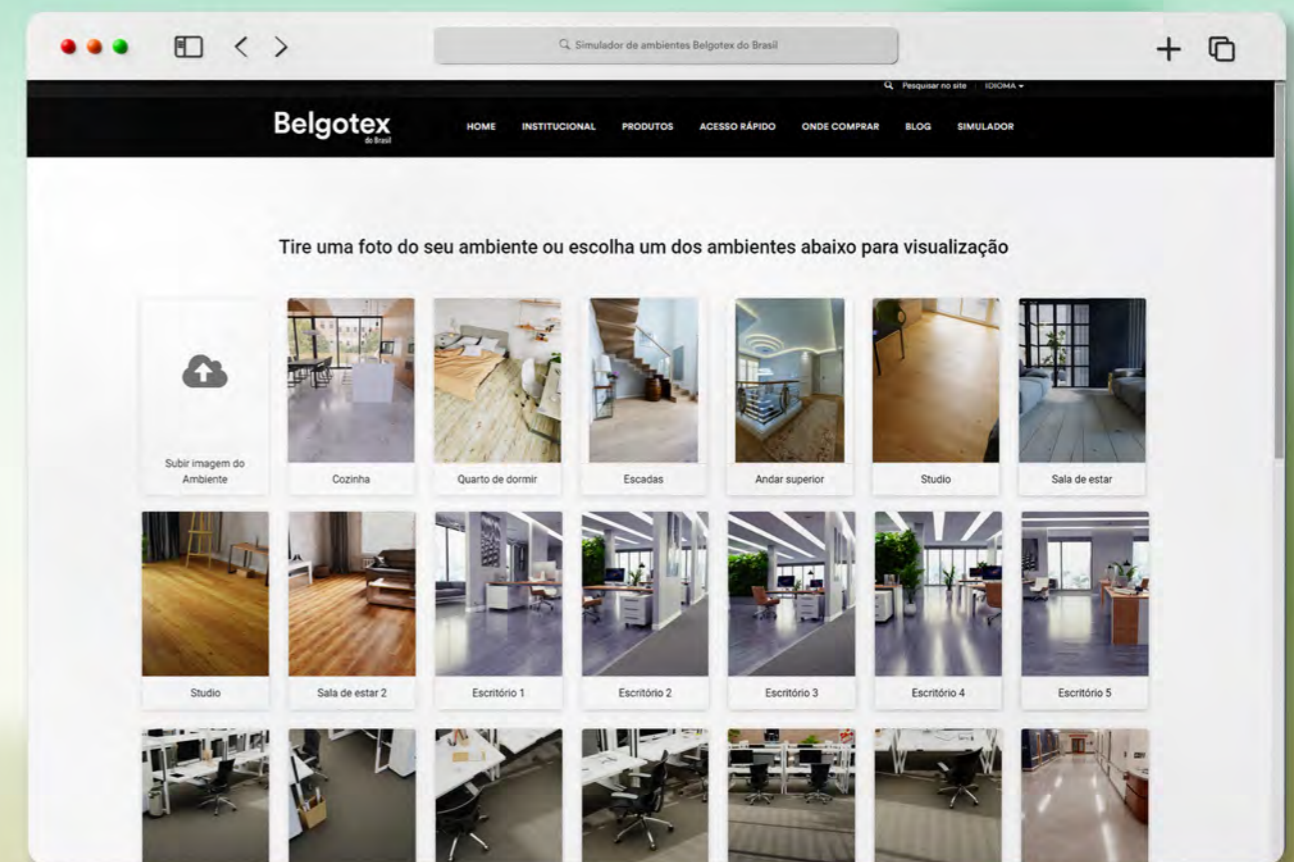 Simulador de ambientes Belgotex do Brasil
Pesquisar no site IDIOMA
Belgotex
do Brasil
HOME INSTITUCIONAL PRODUTOS ACESSO RÁPIDO ONDE COMPRAR BLOG SIMULADOR
Tire uma foto do seu ambiente ou escolha um dos ambientes abaixo para visualização
Subir imagem do
Ambiente
Cozinha
Quarto de dormir
Escadas
Andar superior
Studio
Sala de estar
Studio
Sala de estar 2
Escritório 1
Escritório 2
Escritório 3
Escritório 4
Escritório 5